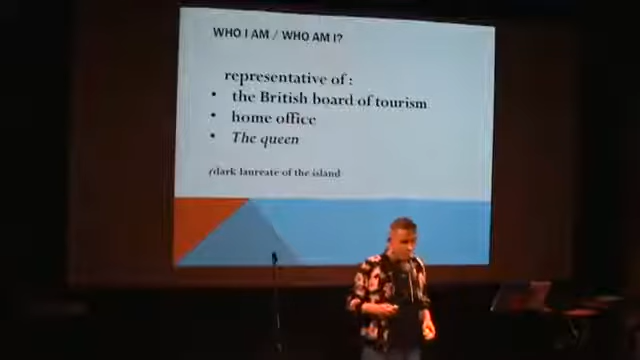 WHO I AM / WHO AM I?
representative of :
• the British board of tourism
• home office
• The queen
(dark laureate of the island